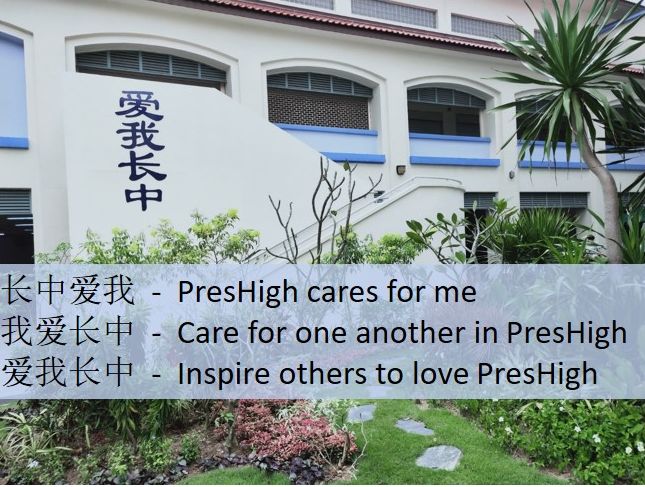 爱我长中
长中爱我 - PresHigh cares for me
我爱长中 - Care for one another in PresHigh
爱我长中 - Inspire others to love PresHigh